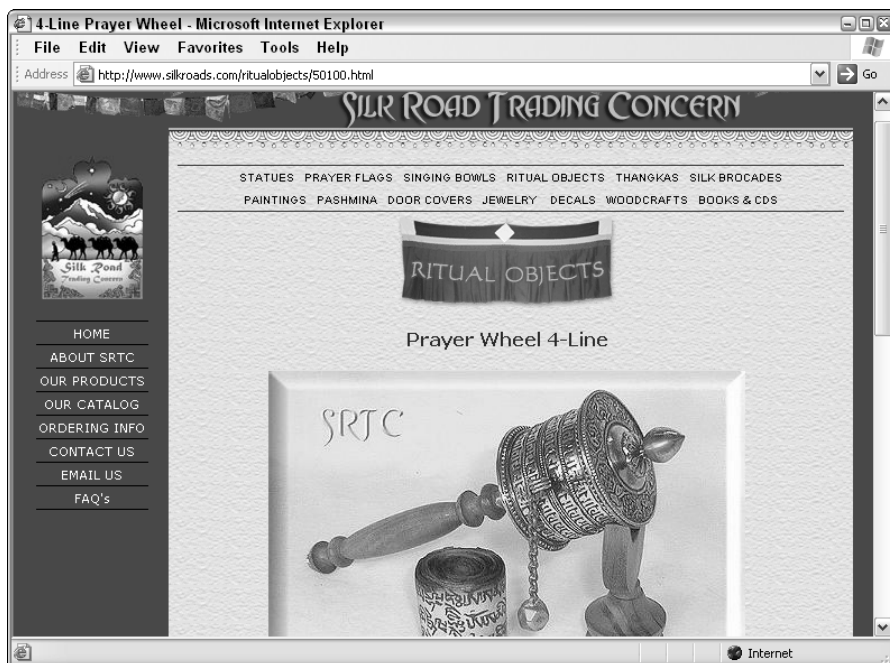 4-Line Prayer Wheel - Microsoft Internet Explorer
File Edit View Favorites Tools Help
Address http://www.silkroads.com/ritualobjects/50100.html Go
SILK ROAD TRADING CONCERN
STATUES PRAYER FLAGS SINGING BOWLS RITUAL OBJECTS THANGKAS SILK BROCADES
PAINTINGS PASHMINA DOOR COVERS JEWELRY DECALS WOODCRAFTS BOOKS & CDS
RITUAL OBJECTS
Silk Road
Trading Concern
HOME
ABOUT SRTC
OUR PRODUCTS
OUR CATALOG
ORDERING INFO
CONTACT US
EMAIL US
FAQ's
Prayer Wheel 4-Line
SRTC
Internet